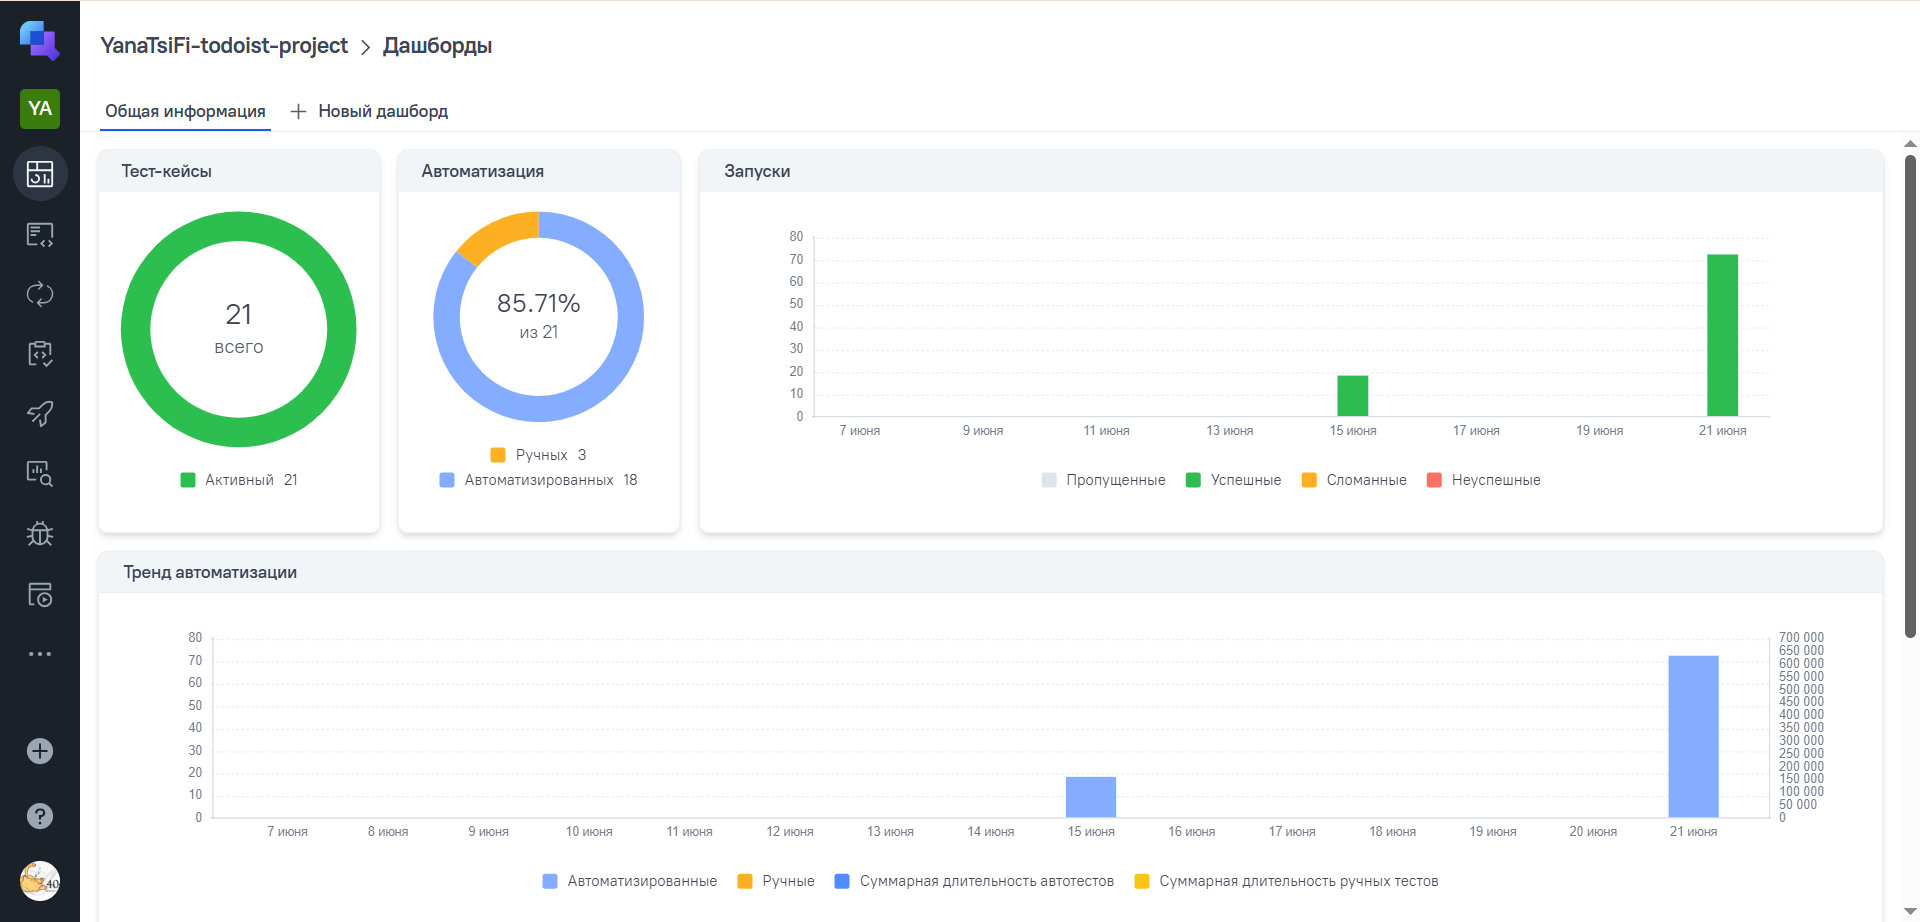 YanaTsiFi-todoist-project > Дашборды
YA
Общая информация
Новый дашборд
Тест-кейсы
21
всего
Активный 21
Автоматизация
85.71%
из 21
Ручных 3
Автоматизированных 18
Запуски
80
70
60
50
40
30
20
10
0
7 июня 9 июня 11 июня 13 июня 15 июня 17 июня 19 июня 21 июня
Пропущенные Успешные Сломанные Неуспешные
Тренд автоматизации
80
70
60
50
40
30
20
10
0
700 000
650 000
600 000
550 000
500 000
450 000
400 000
350 000
300 000
250 000
200 000
150 000
100 000
50 000
0
7 июня 8 июня 9 июня 10 июня 11 июня 12 июня 13 июня 14 июня 15 июня 16 июня 17 июня 18 июня 19 июня 20 июня 21 июня
Автоматизированные Ручные Суммарная длительность автотестов Суммарная длительность ручных тестов
40